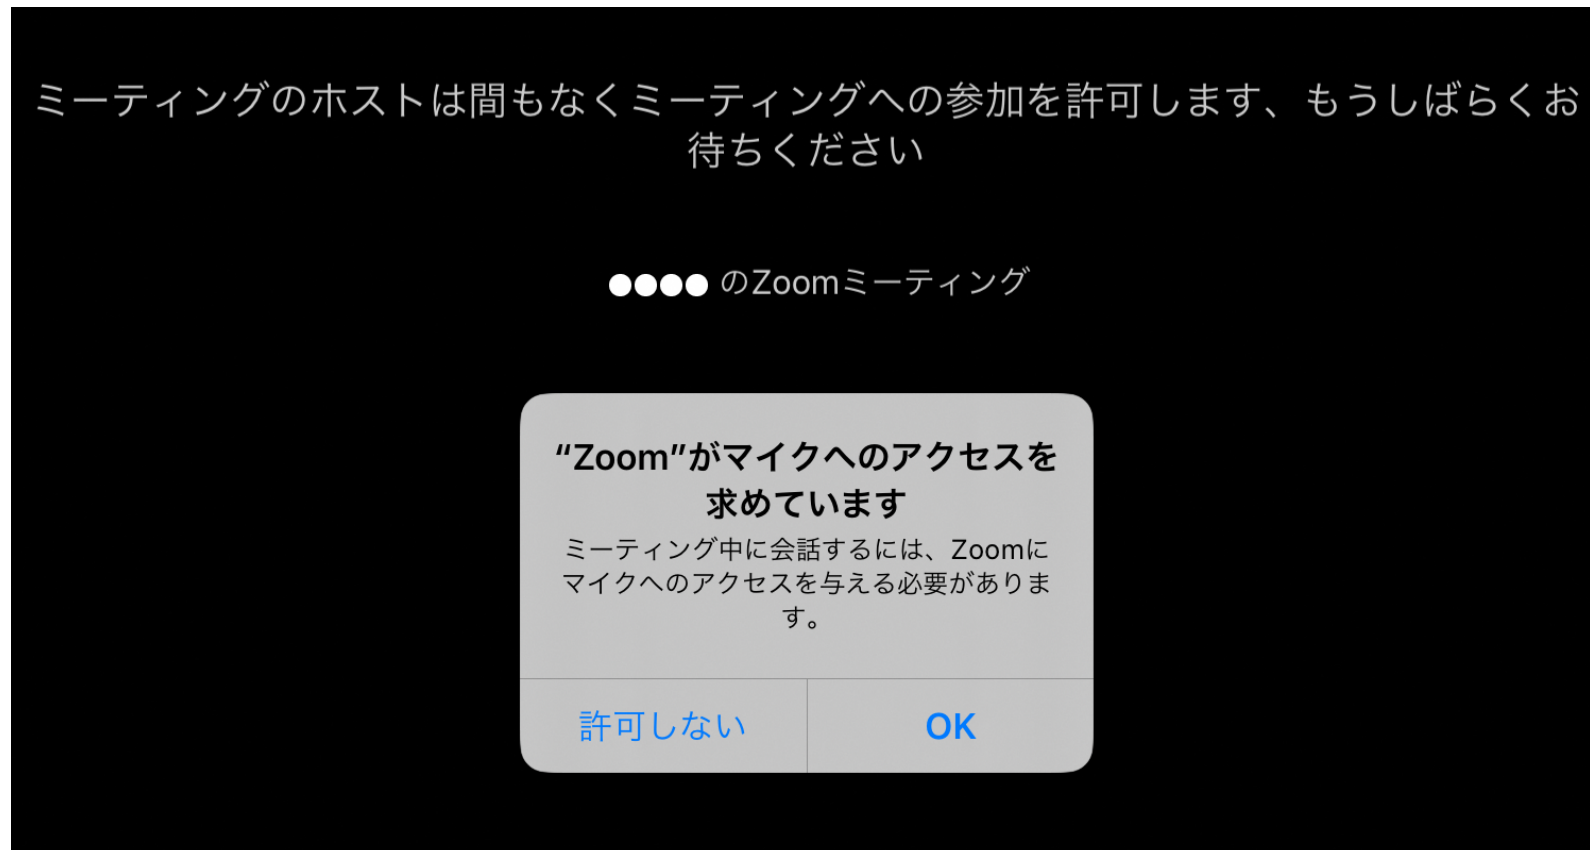 ミーティングのホストは間もなくミーティングへの参加を許可します、もうしばらくお
待ちください
●●●● のZoomミーティング
“Zoom”がマイクへのアクセスを
求めています
ミーティング中に会話するには、Zoomに
マイクへのアクセスを与える必要がありま
す。
許可しない
OK